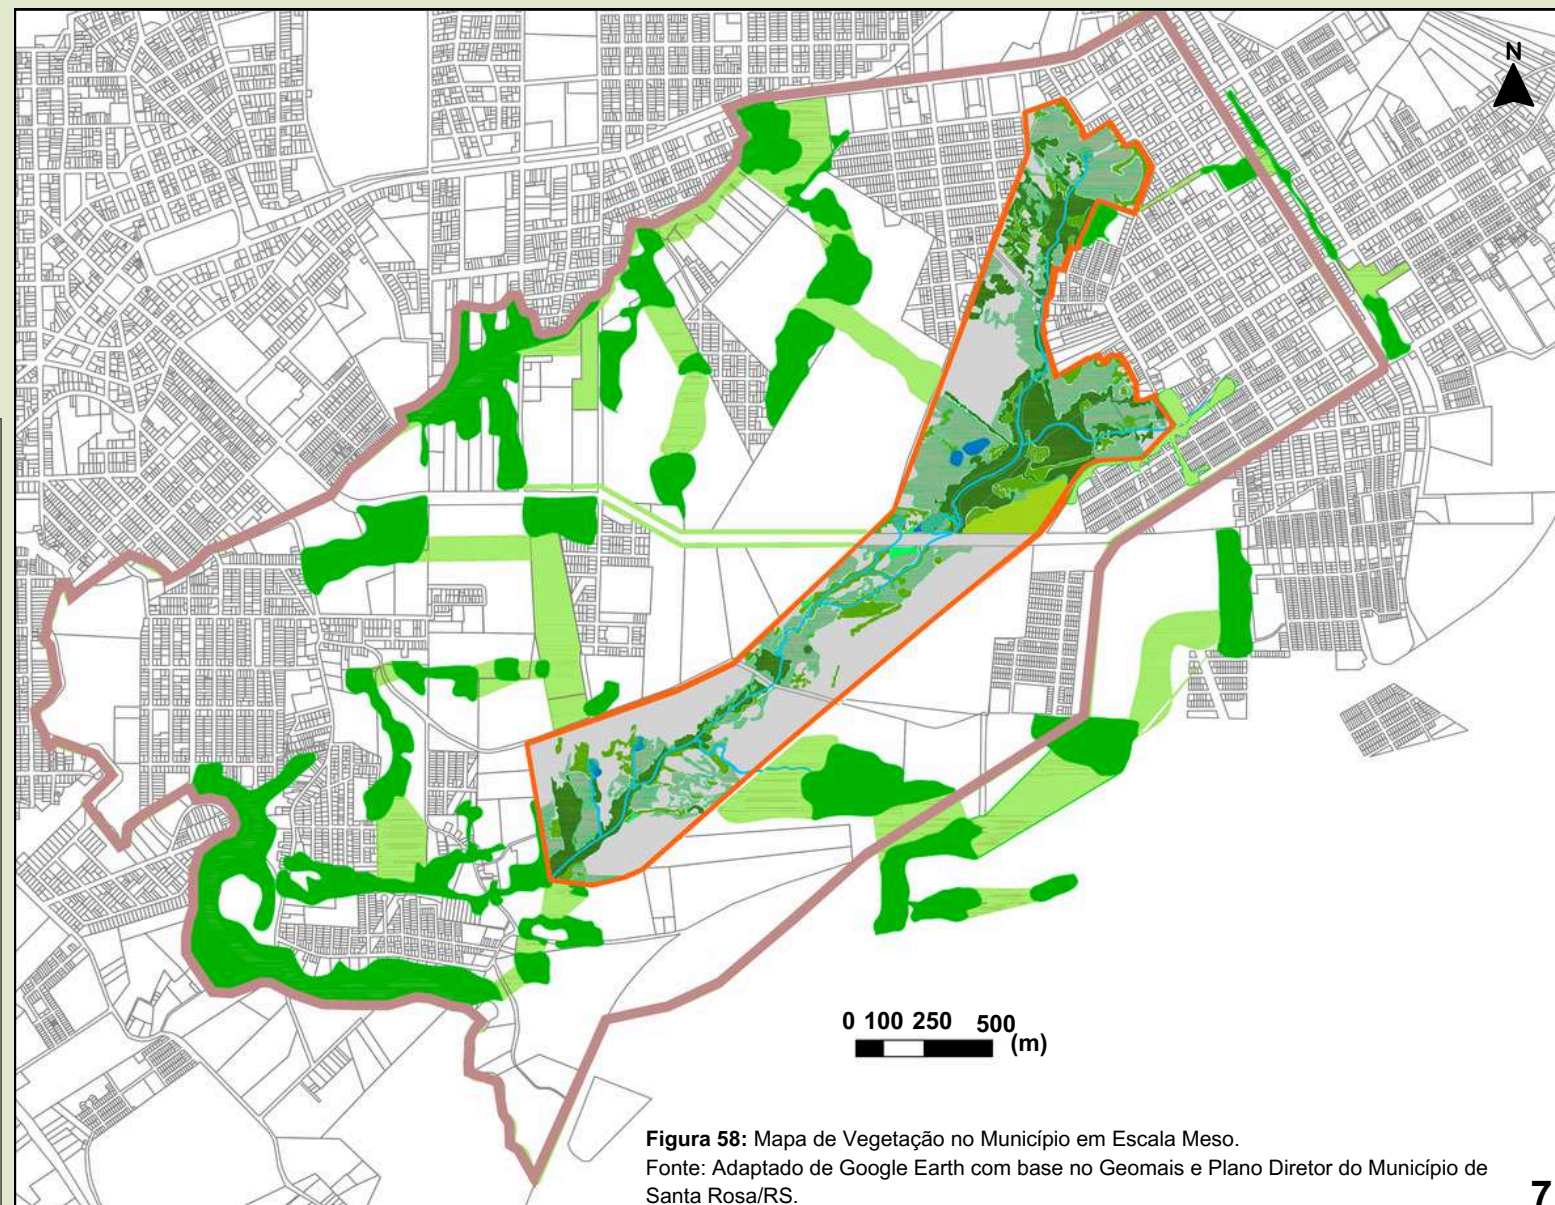 N
0 100 250 500
(m)
Figura 58: Mapa de Vegetação no Município em Escala Meso.
Fonte: Adaptado de Google Earth com base no Geomais e Plano Diretor do Município de
Santa Rosa/RS.
7